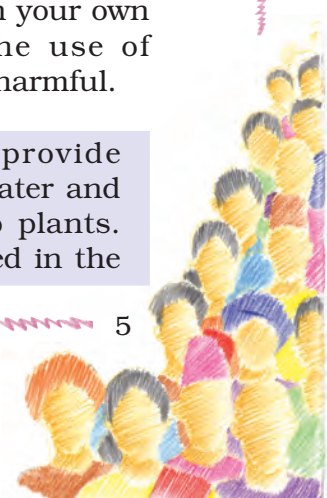 n your own
he use of
harmful.
provide
ater and
o plants.
ed in the
5